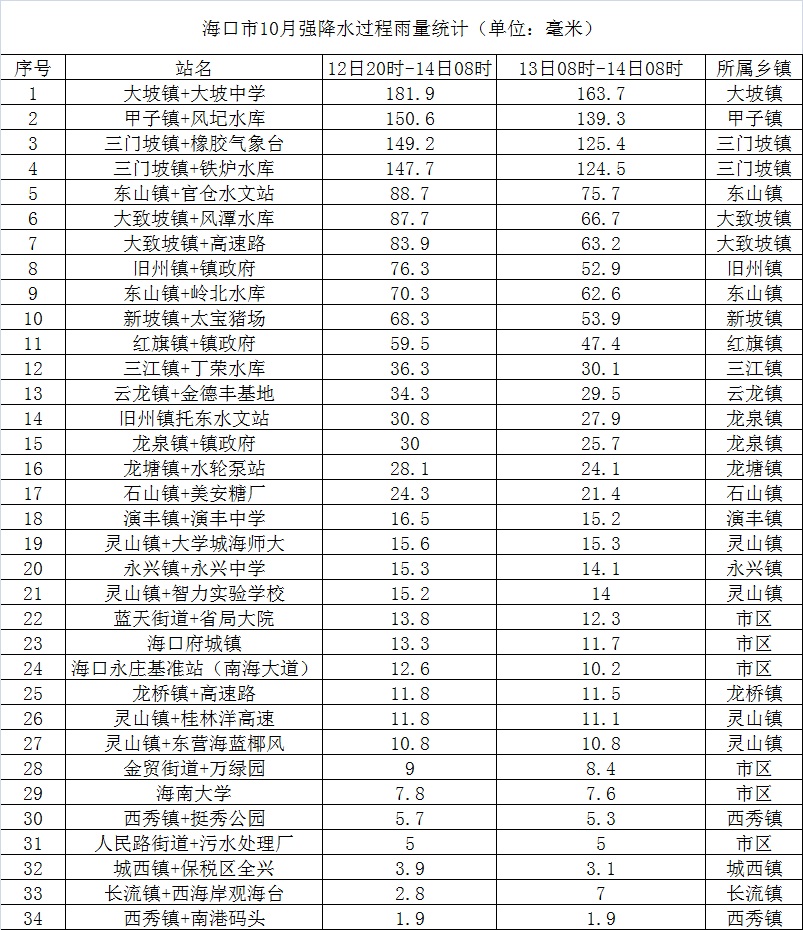 海口市10月强降水过程雨量统计（单位：毫米）
序号 站名 12日20时-14日08时 13日08时-14日08时 所属乡镇
1 大坡镇+大坡中学 181.9 163.7 大坡镇
2 甲子镇+风圮水库 150.6 139.3 甲子镇
3 三门坡镇+橡胶气象台 149.2 125.4 三门坡镇
4 三门坡镇+铁炉水库 147.7 124.5 三门坡镇
5 东山镇+官仓水文站 88.7 75.7 东山镇
6 大致坡镇+风潭水库 87.7 66.7 大致坡镇
7 大致坡镇+高速路 83.9 63.2 大致坡镇
8 旧州镇+镇政府 76.3 52.9 旧州镇
9 东山镇+岭北水库 70.3 62.6 东山镇
10 新坡镇+太宝猪场 68.3 53.9 新坡镇
11 红旗镇+镇政府 59.5 47.4 红旗镇
12 三江镇+丁荣水库 36.3 30.1 三江镇
13 云龙镇+金德丰基地 34.3 29.5 云龙镇
14 旧州镇托东水文站 30.8 27.9 龙泉镇
15 龙泉镇+镇政府 30 25.7 龙泉镇
16 龙塘镇+水轮泵站 28.1 24.1 龙塘镇
17 石山镇+美安糖厂 24.3 21.4 石山镇
18 演丰镇+演丰中学 16.5 15.2 演丰镇
19 灵山镇+大学城海师大 15.6 15.3 灵山镇
20 永兴镇+永兴中学 15.3 14.1 永兴镇
21 灵山镇+智力实验学校 15.2 14 灵山镇
22 蓝天街道+省局大院 13.8 12.3 市区
23 海口府城镇 13.3 11.7 市区
24 海口永庄基准站（南海大道） 12.6 10.2 市区
25 龙桥镇+高速路 11.8 11.5 龙桥镇
26 灵山镇+桂林洋高速 11.8 11.1 灵山镇
27 灵山镇+东营海蓝椰风 10.8 10.8 灵山镇
28 金贸街道+万绿园 9 8.4 市区
29 海南大学 7.8 7.6 市区
30 西秀镇+挺秀公园 5.7 5.3 西秀镇
31 人民路街道+污水处理厂 5 5 市区
32 城西镇+保税区全兴 3.9 3.1 城西镇
33 长流镇+西海岸观海台 2.8 7 长流镇
34 西秀镇+南港码头 1.9 1.9 西秀镇